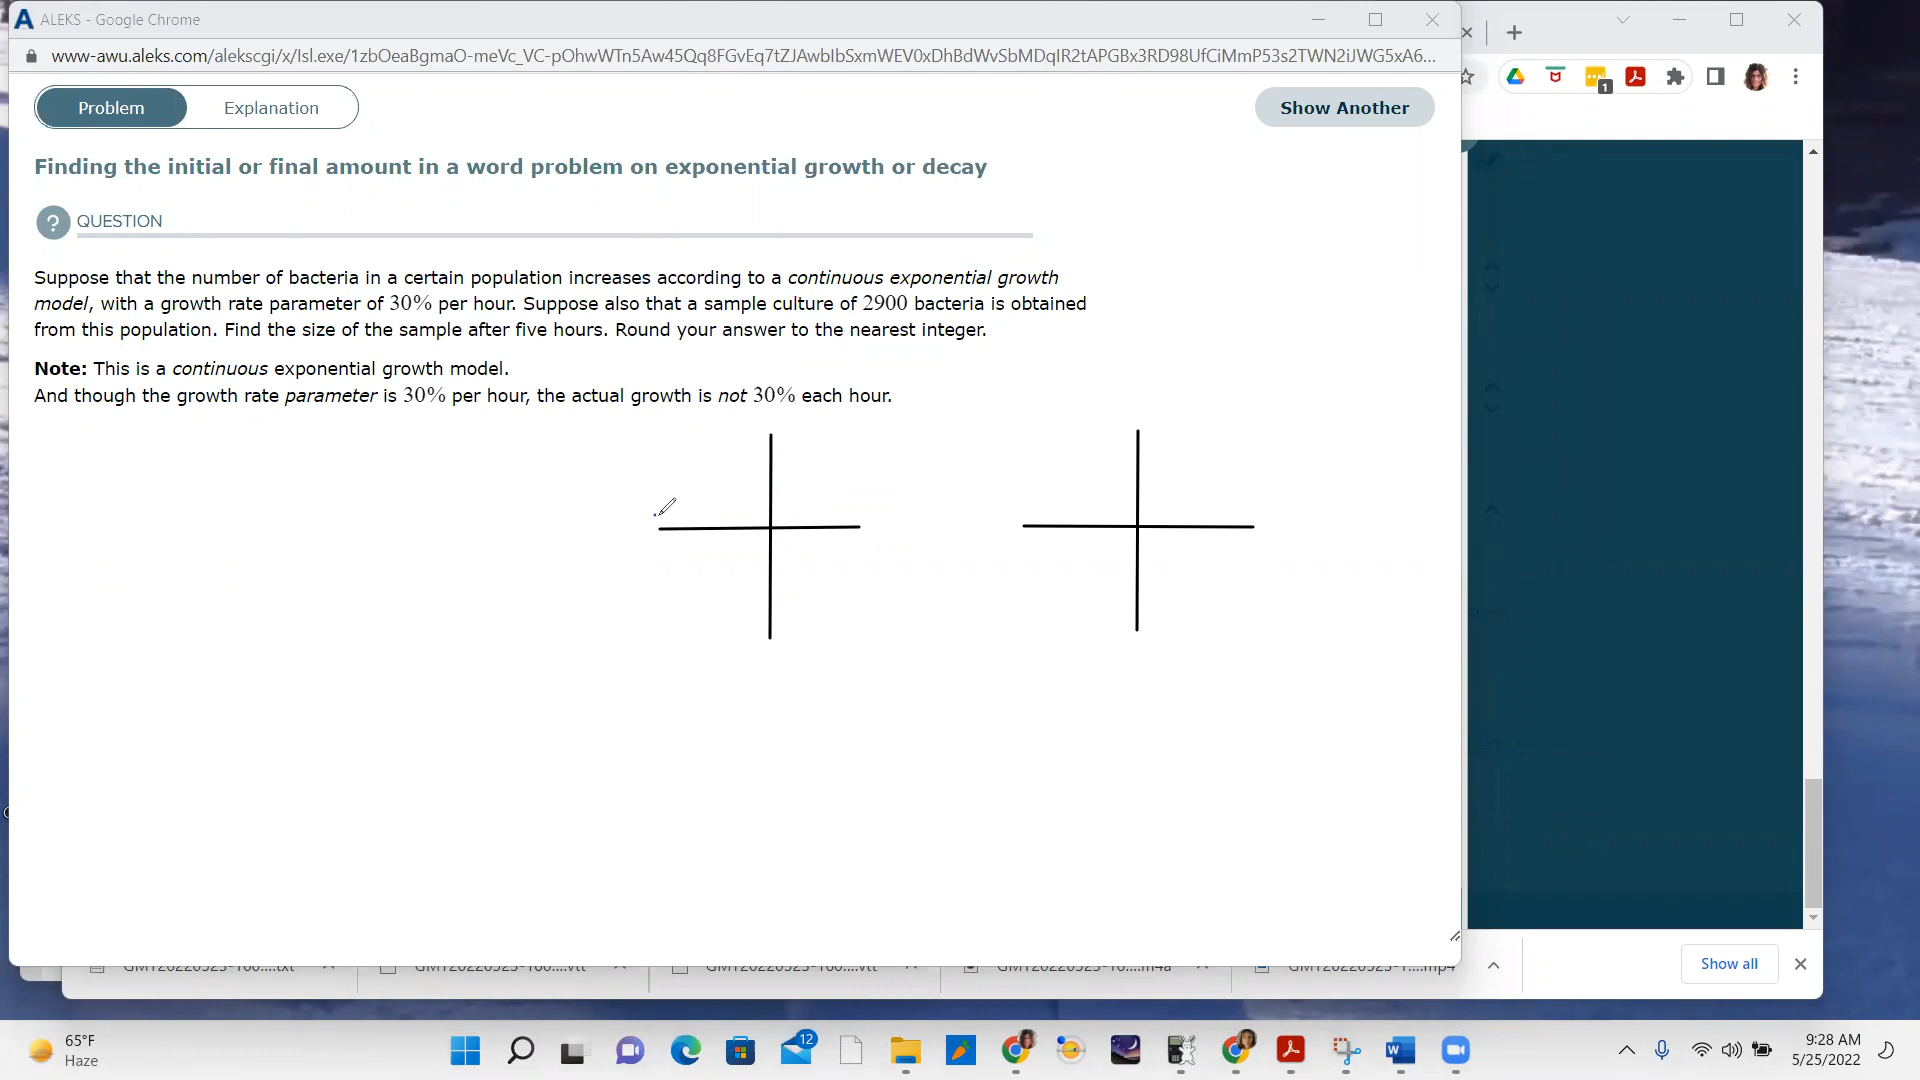 ALEKS - Google Chrome
www-awu.aleks.com/alekscgi/x/Isl.exe/1zbOeaBgmaO-meVc_VC-pOhwWTn5Aw45Qq8FGvEq7tZJAwbIbSxmWEV0xDhBdWvSbMDqIR2tAPGBx3RD98UfCiMmP53s2TWN2iJWG5xA6...
1
Problem Explanation Show Another
Finding the initial or final amount in a word problem on exponential growth or decay
? QUESTION
Suppose that the number of bacteria in a certain population increases according to a continuous exponential growth
model, with a growth rate parameter of 30% per hour. Suppose also that a sample culture of 2900 bacteria is obtained
from this population. Find the size of the sample after five hours. Round your answer to the nearest integer.
Note: This is a continuous exponential growth model.
And though the growth rate parameter is 30% per hour, the actual growth is not 30% each hour.
Show all
65°F
Haze
12
9:28 AM
5/25/2022